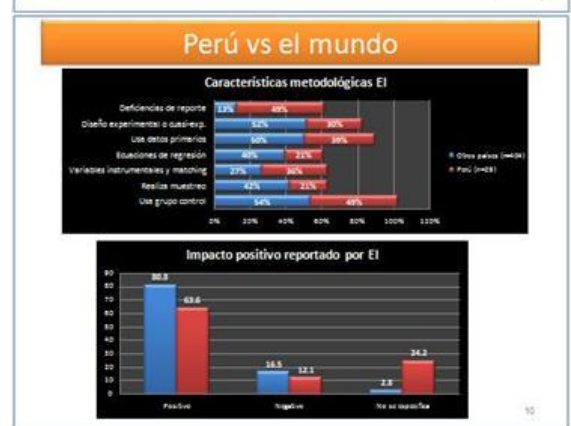 Perú vs el mundo
Características metodológicas EI
Deficiencias de reporte 13% 49%
Diseño experimental o cuasi-exp. 52% 30%
Usa datos primarios 50% 39%
Ecuaciones de regresión 40% 21%
Variables instrumentales y matching 27% 36%
Realiza muestreo 42% 21%
Usa grupo control 54% 49%
0% 20% 40% 60% 80% 100% 120%
Otros países
Perú
Impacto positivo reportado por EI
90
80
70
60
50
40
30
20
10
0
80.8 63.6
16.5 12.1
2.8 24.2
Positivo Negativo No se especifica
10